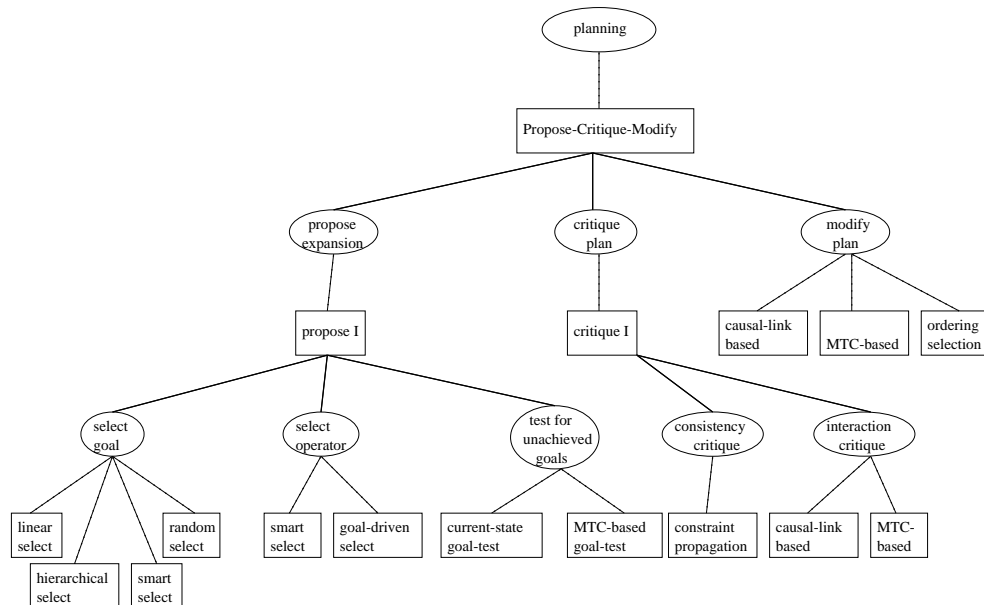 planning
Propose-Critique-Modify
propose
expansion
critique
plan
modify
plan
propose I
critique I
causal-link
based
MTC-based
ordering
selection
select
goal
select
operator
test for
unachieved
goals
consistency
critique
interaction
critique
linear
select
random
select
smart
select
goal-driven
select
current-state
goal-test
MTC-based
goal-test
constraint
propagation
causal-link
based
MTC-
based
hierarchical
select
smart
select